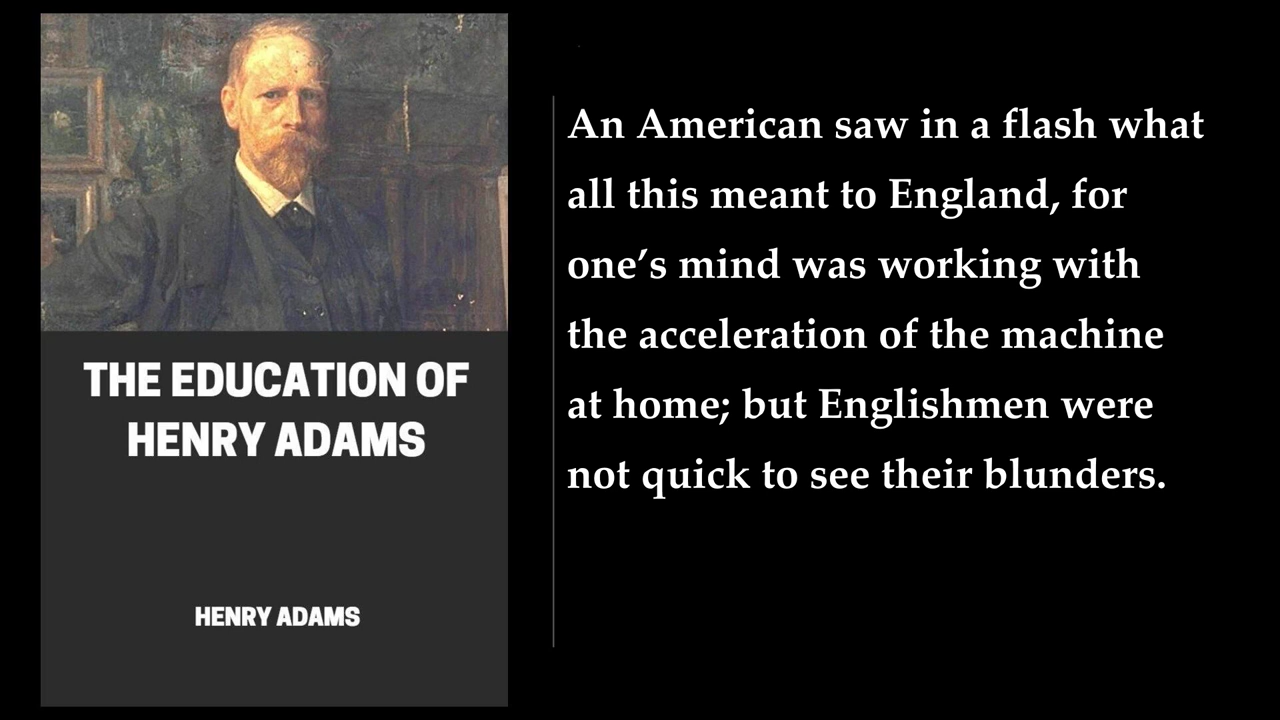 THE EDUCATION OF
HENRY ADAMS
HENRY ADAMS
An American saw in a flash what
all this meant to England, for
one’s mind was working with
the acceleration of the machine
at home; but Englishmen were
not quick to see their blunders.